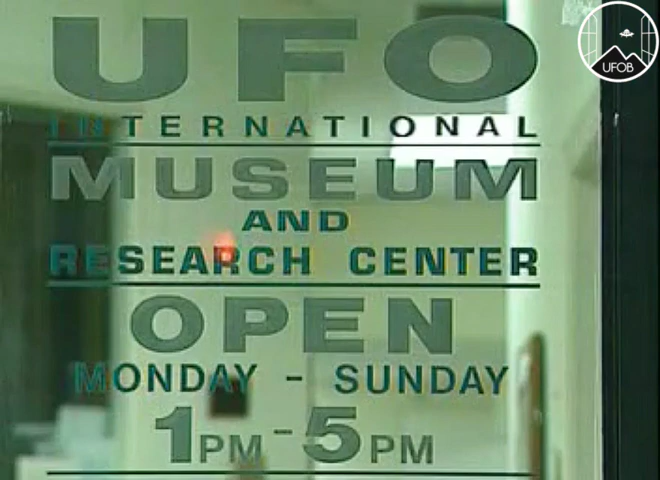 UFO
UFOB
INTERNATIONAL
MUSEUM
AND
RESEARCH CENTER
OPEN
MONDAY - SUNDAY
1PM - 5PM